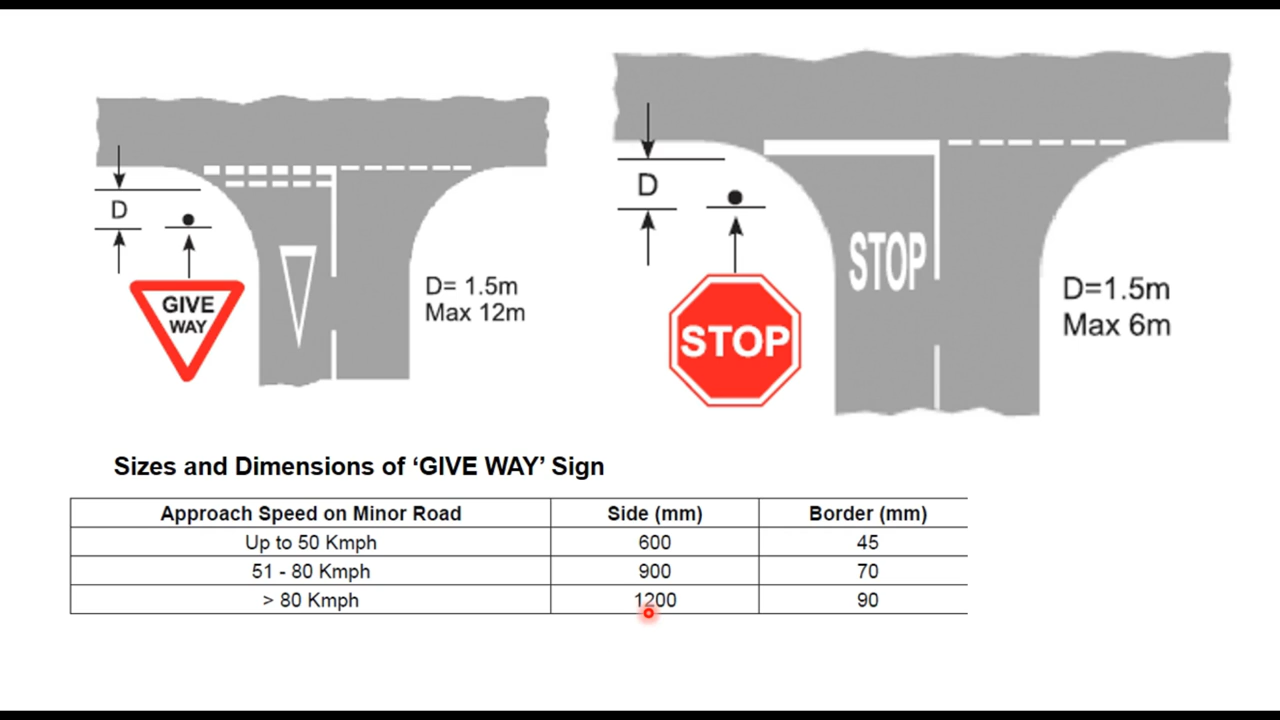 D
GIVE
WAY
D= 1.5m
Max 12m
D
STOP
STOP
D=1.5m
Max 6m
Sizes and Dimensions of ‘GIVE WAY’ Sign
Approach Speed on Minor Road Side (mm) Border (mm)
Up to 50 Kmph 600 45
51 - 80 Kmph 900 70
> 80 Kmph 1200 90